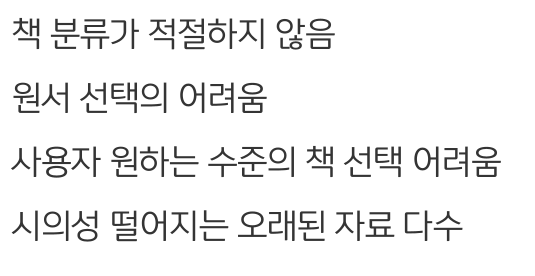 책 분류가 적절하지 않음
원서 선택의 어려움
사용자 원하는 수준의 책 선택 어려움
시의성 떨어지는 오래된 자료 다수